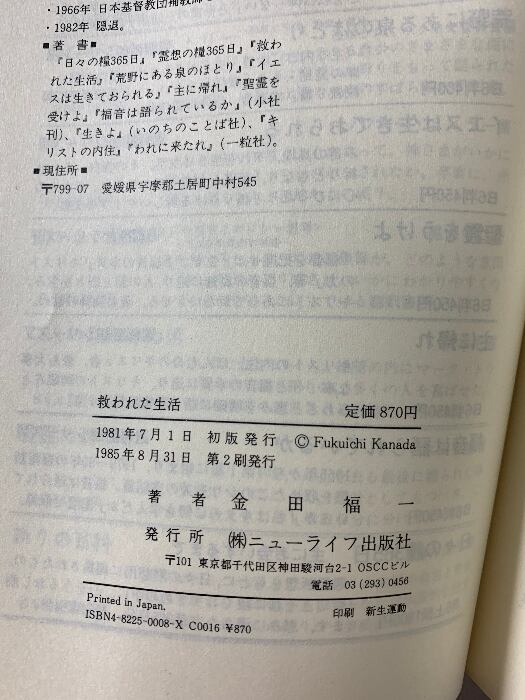 ・1966年 日本基督教団補教師
・1982年 隠退。
■著 書■
『日々の糧365日』『霊想の糧365日』『救わ
れた生活』『荒野にある泉のほとり』『イエ
スは生きておられる』『主に帰れ』『聖霊を
受けよ』『福音は語られているか』(小社
刊)、『生きよ』(いのちのことば社)、『キ
リストの内住』『われに来たれ』(一粒社)。
■現住所■
〒799-07 愛媛県宇摩郡土居町中村545
救われた生活 定価 870円
1981年7月1日 初版発行 © Fukuichi Kanada
1985年8月31日 第2刷発行
著 者 金 田 福 一
発行所 ㈱ニューライフ出版社
〒101 東京都千代田区神田駿河台2-1 OSCCビル
電話 03 (293) 0456
Printed in Japan. 印刷 新生運動
ISBN4-8225-0008-X C0016 ¥870